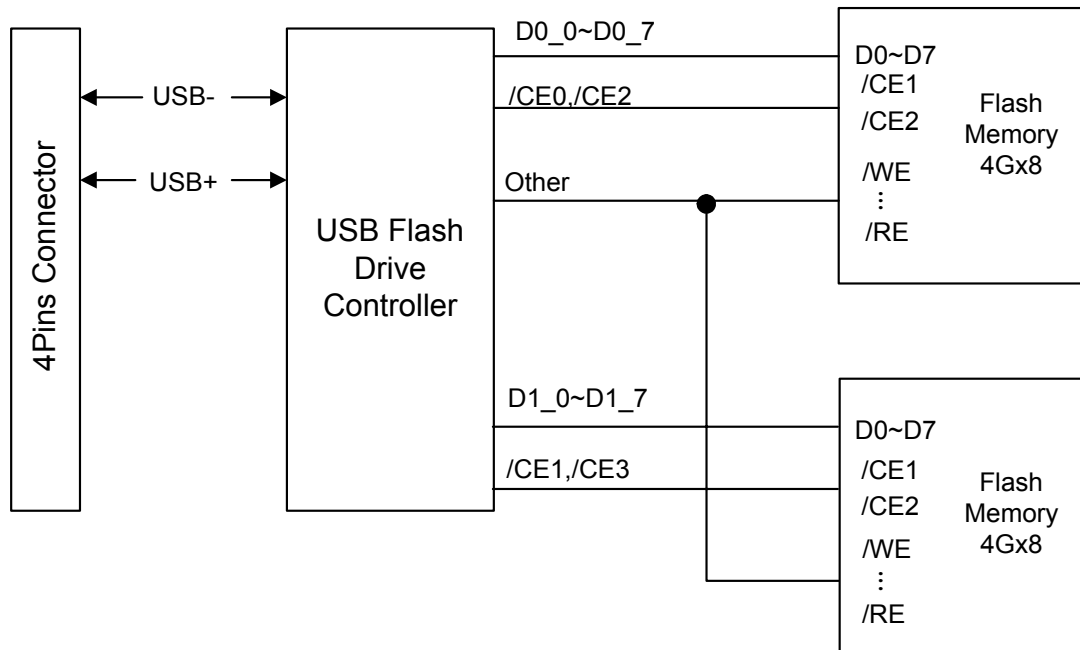 4Pins Connector
USB-
USB+
USB Flash
Drive
Controller
D0_0~D0_7
/CE0,/CE2
Other
D0~D7
/CE1
/CE2
/WE
⋮
/RE
Flash
Memory
4Gx8
D1_0~D1_7
/CE1,/CE3
D0~D7
/CE1
/CE2
/WE
⋮
/RE
Flash
Memory
4Gx8